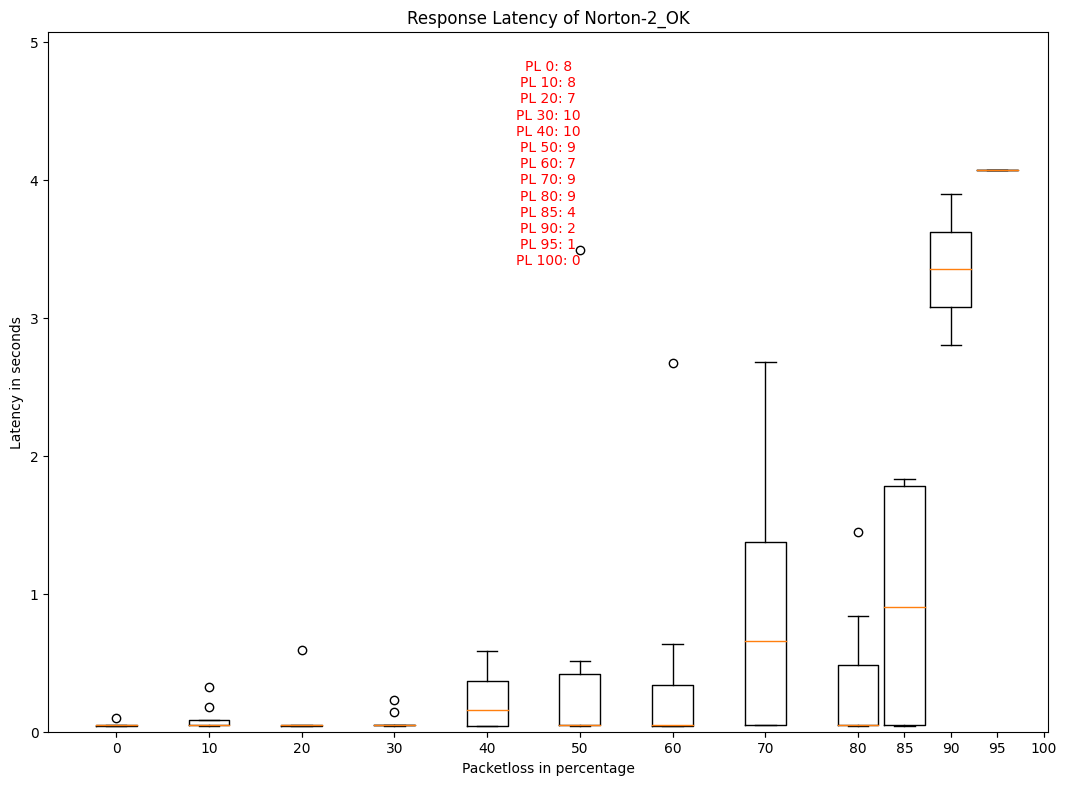 Response Latency of Norton-2_OK
5
4
3
2
1
0
Latency in seconds
PL 0: 8
PL 10: 8
PL 20: 7
PL 30: 10
PL 40: 10
PL 50: 9
PL 60: 7
PL 70: 9
PL 80: 9
PL 85: 4
PL 90: 2
PL 95: 1
PL 100: 0
0 10 20 30 40 50 60 70 80 85 90 95 100
Packetloss in percentage